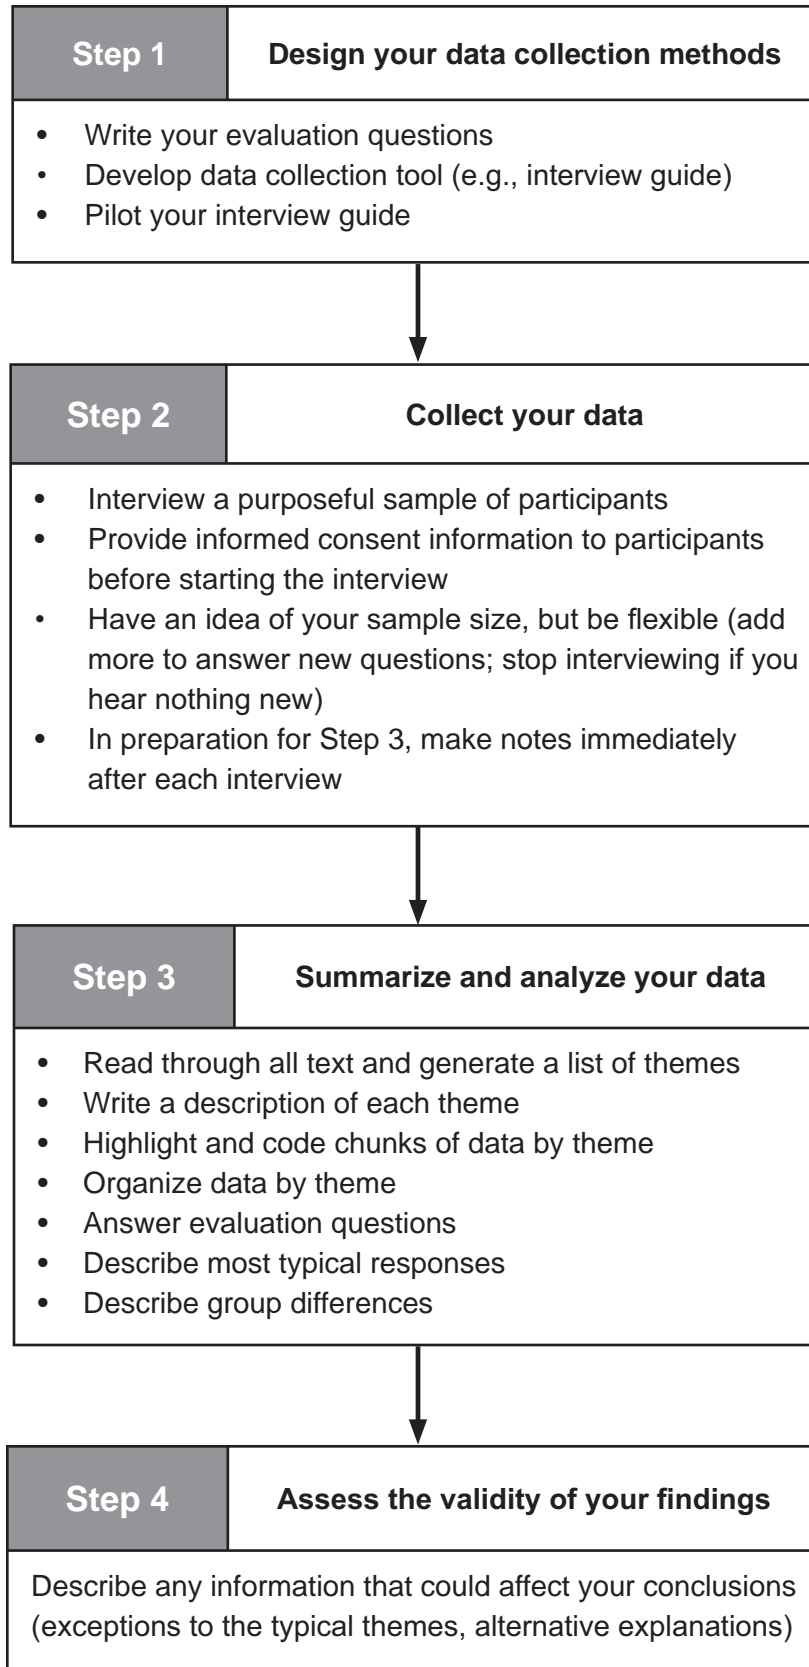 Step 1
Design your data collection methods
• Write your evaluation questions
• Develop data collection tool (e.g., interview guide)
• Pilot your interview guide
Step 2
Collect your data
• Interview a purposeful sample of participants
• Provide informed consent information to participants
before starting the interview
• Have an idea of your sample size, but be flexible (add
more to answer new questions; stop interviewing if you
hear nothing new)
• In preparation for Step 3, make notes immediately
after each interview
Step 3
Summarize and analyze your data
• Read through all text and generate a list of themes
• Write a description of each theme
• Highlight and code chunks of data by theme
• Organize data by theme
• Answer evaluation questions
• Describe most typical responses
• Describe group differences
Step 4
Assess the validity of your findings
Describe any information that could affect your conclusions
(exceptions to the typical themes, alternative explanations)